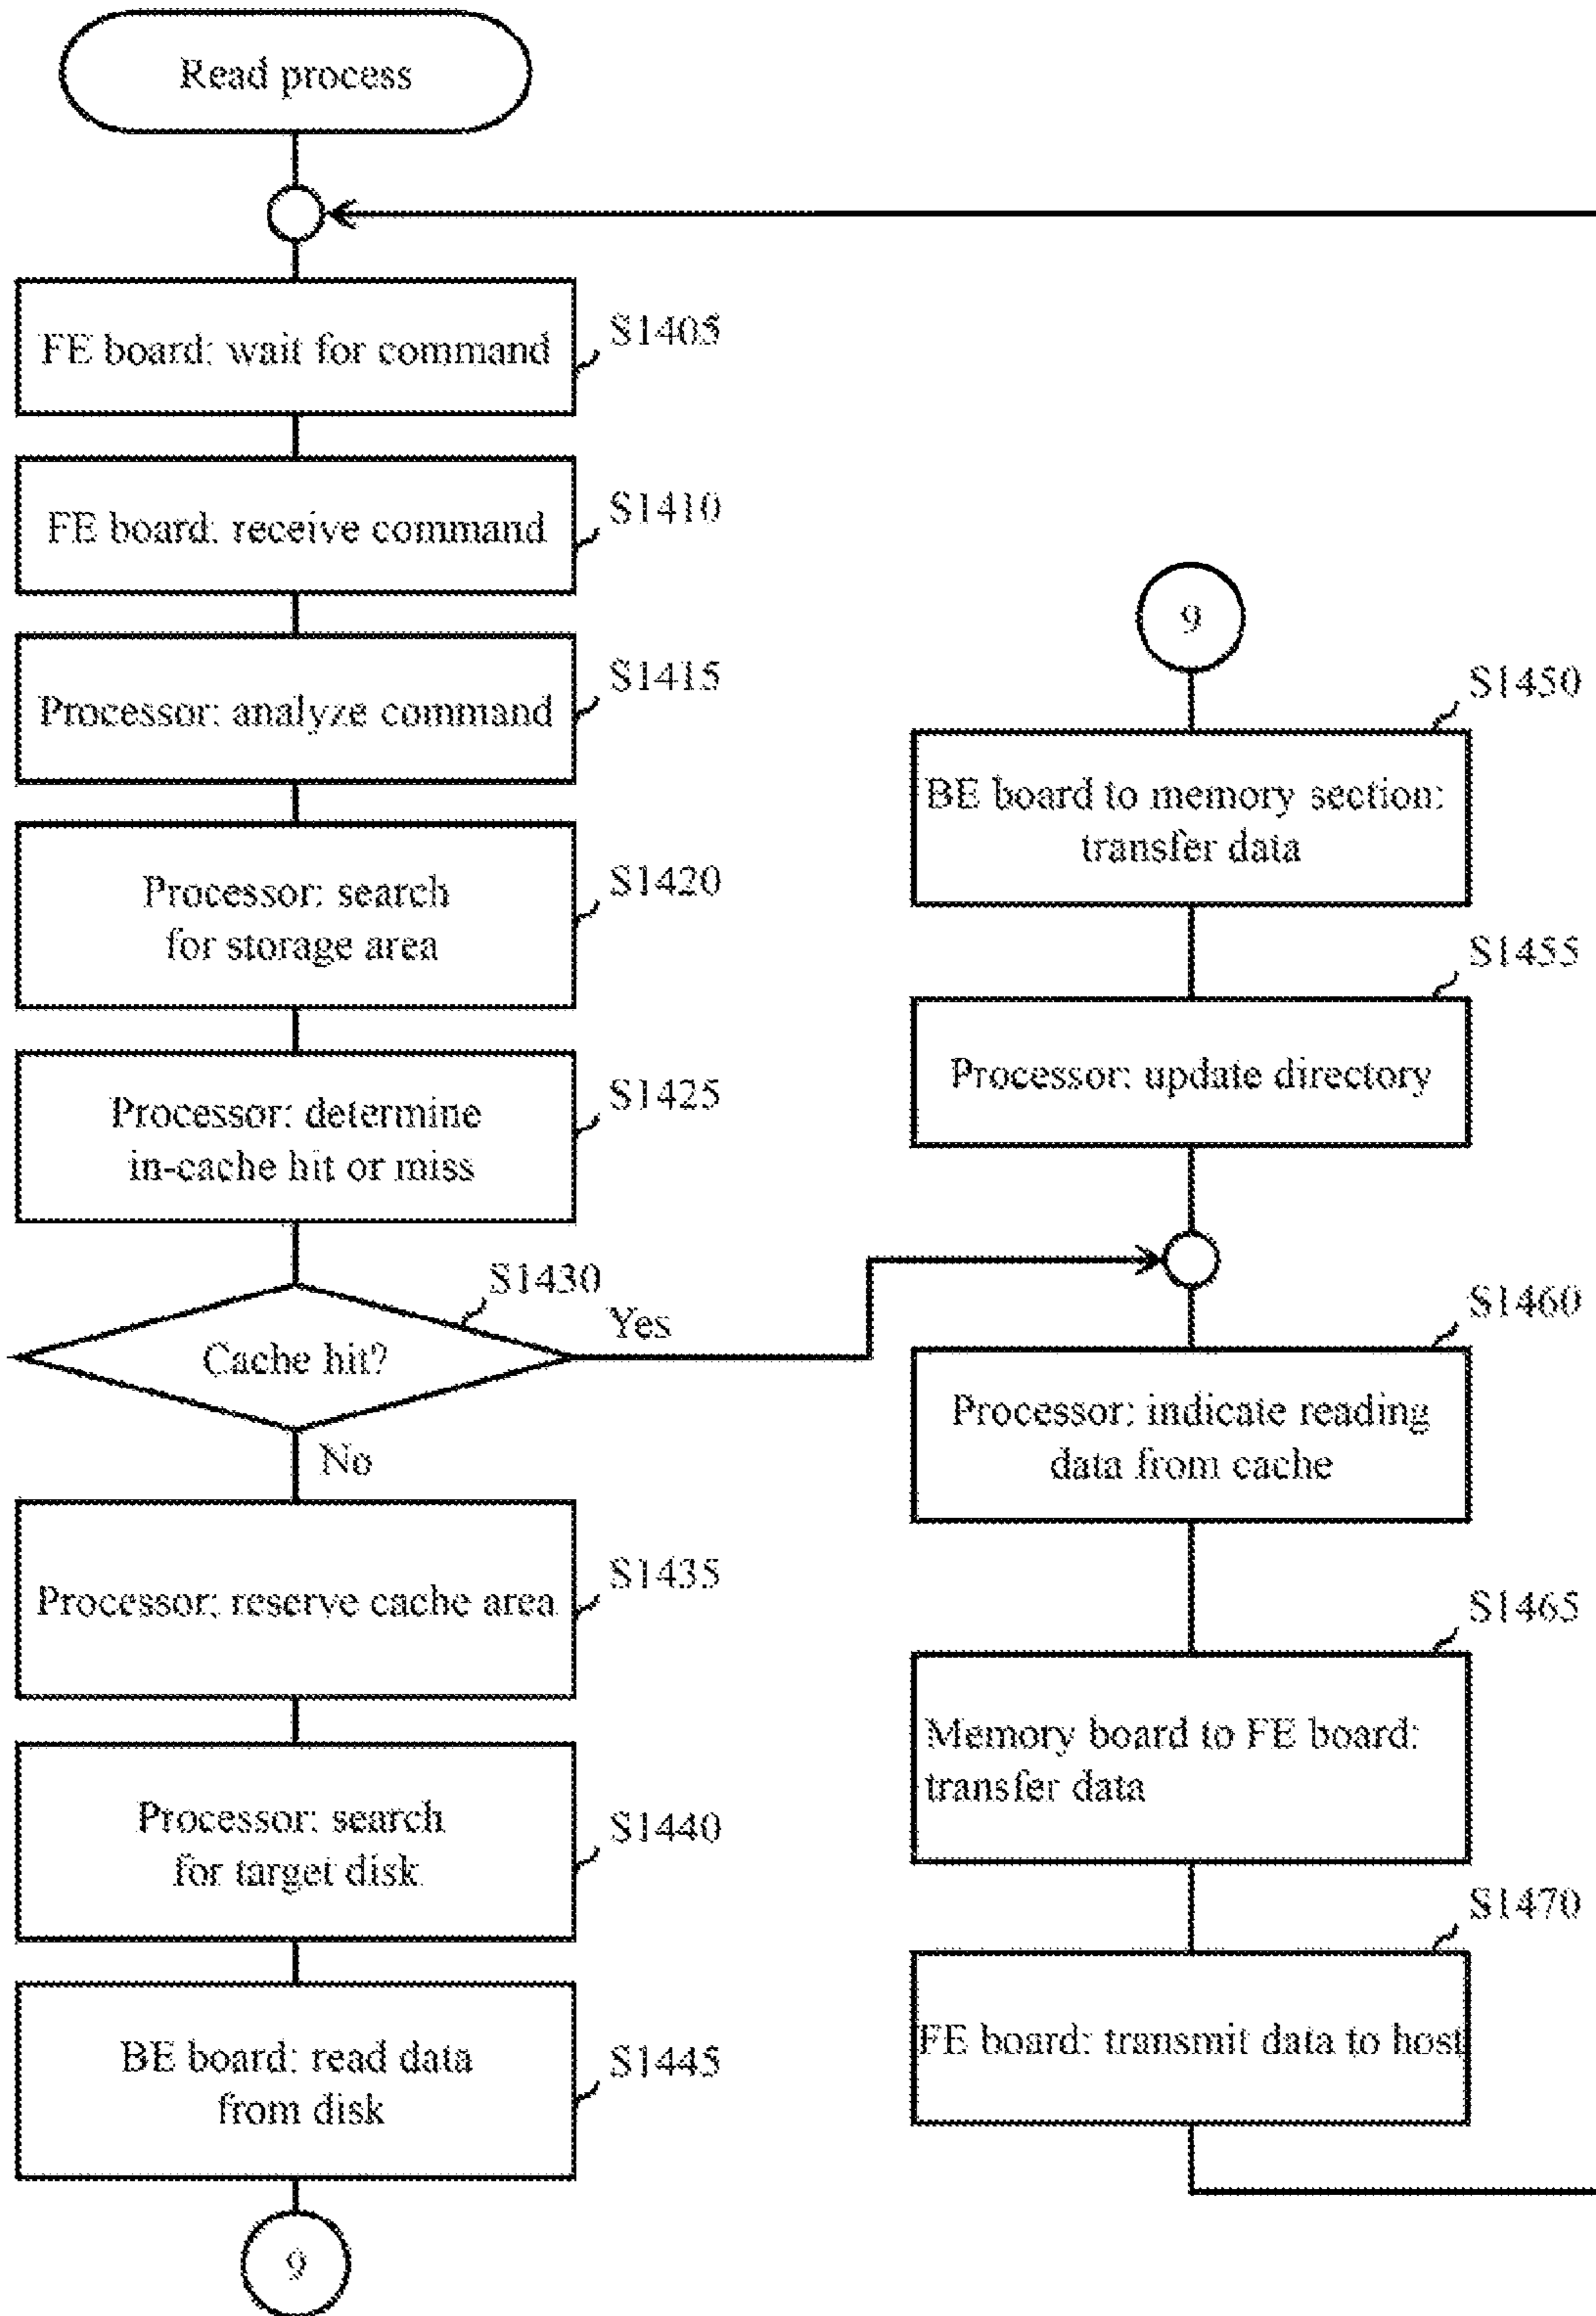 Read process
FE board: wait for command
S1405
FE board: receive command
S1410
Processor: analyze command
S1415
Processor: search
for storage area
S1420
Processor: determine
in-cache hit or miss
S1425
S1430
Cache hit?
Yes
No
Processor: reserve cache area
S1435
Processor: search
for target disk
S1440
BE board: read data
from disk
S1445
9
9
S1450
BE board to memory section:
transfer data
S1455
Processor: update directory
S1460
Processor: indicate reading
data from cache
S1465
Memory board to FE board:
transfer data
S1470
FE board: transmit data to host